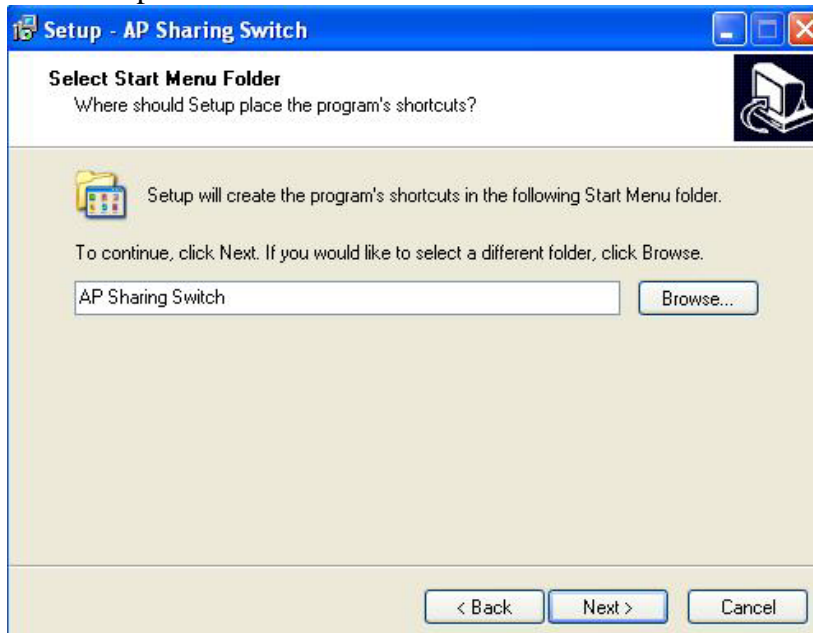 Setup - AP Sharing Switch
Select Start Menu Folder
Where should Setup place the program's shortcuts?
Setup will create the program's shortcuts in the following Start Menu folder.
To continue, click Next. If you would like to select a different folder, click Browse.
AP Sharing Switch
Browse...
< Back
Next >
Cancel